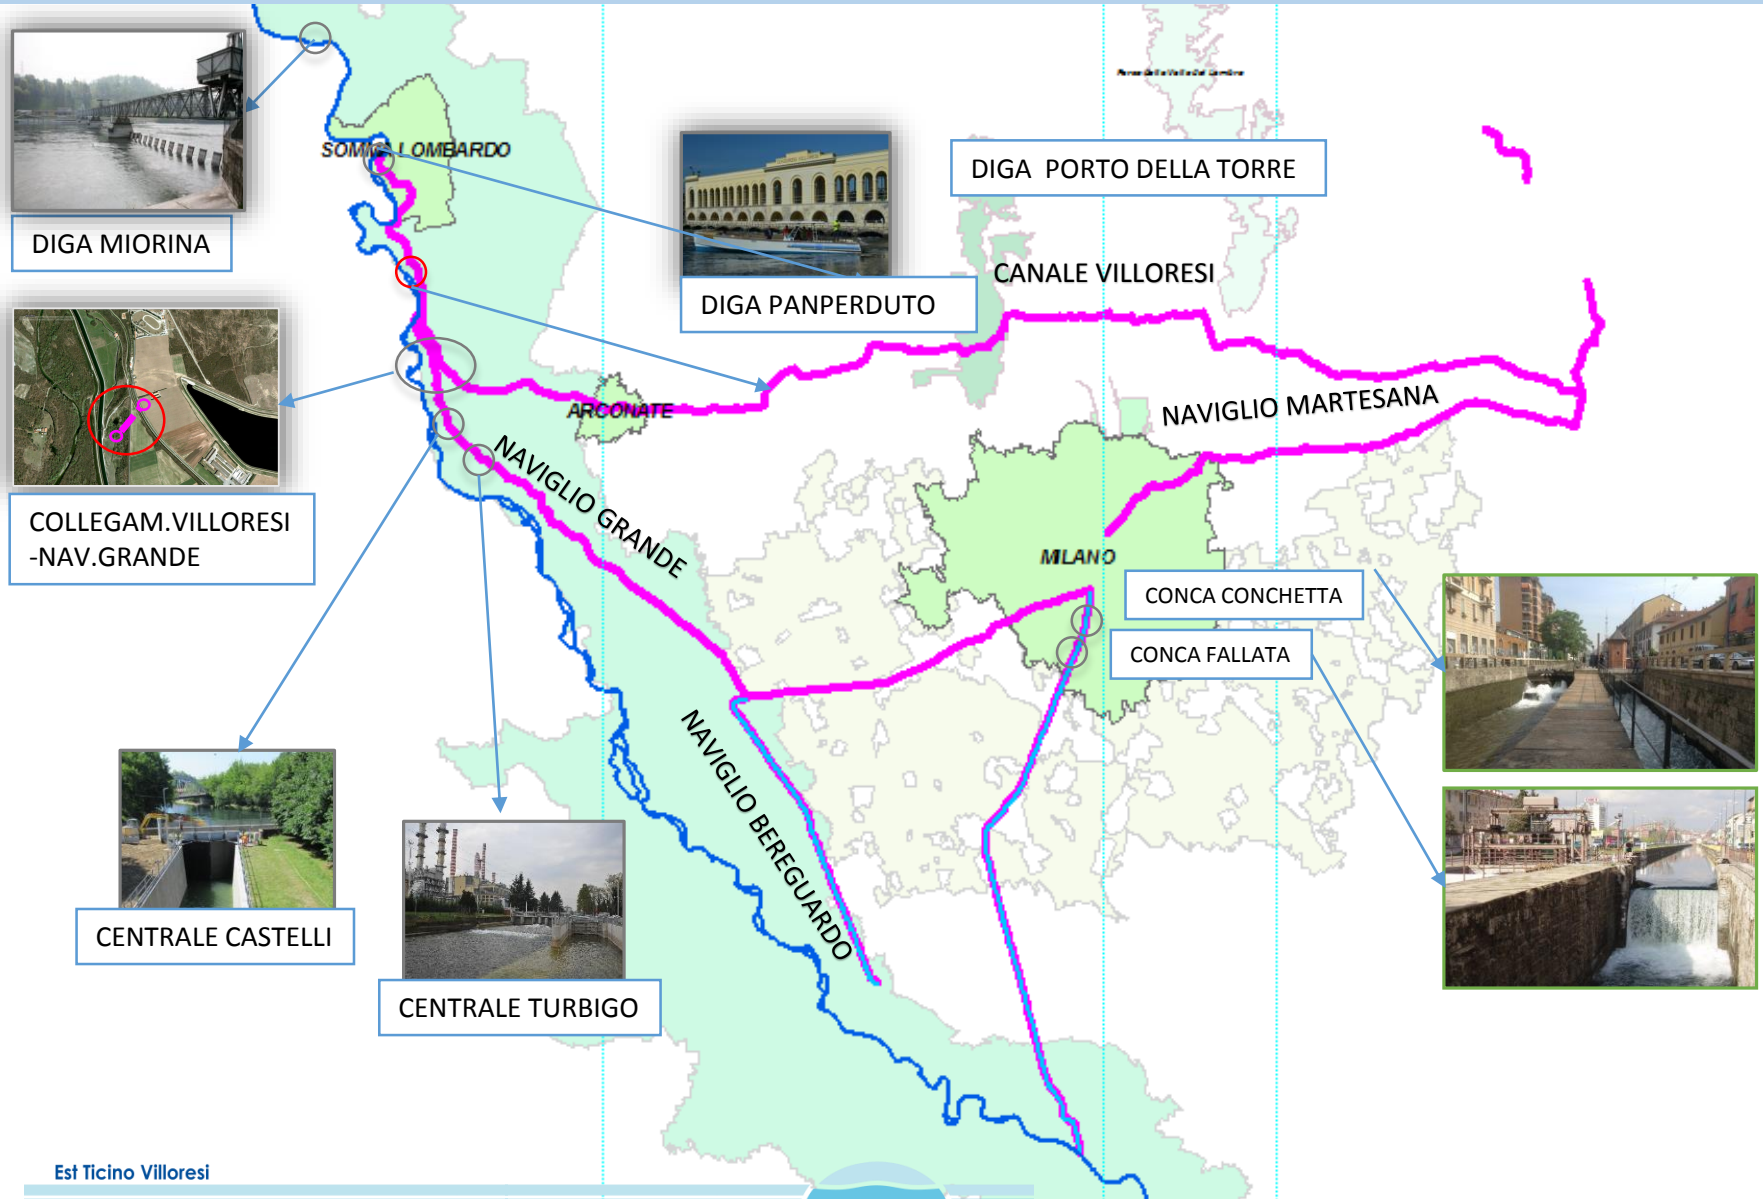 SOMMA LOMBARDO
DIGA PORTO DELLA TORRE
DIGA MIORINA
CANALE VILLORESI
DIGA PANPERDUTO
ARCONATE
NAVIGLIO MARTESANA
NAVIGLIO GRANDE
COLLEGAM.VILLORESI
-NAV.GRANDE
MILANO
CONCA CONCHETTA
CONCA FALLATA
NAVIGLIO BEREGUARDO
CENTRALE CASTELLI
CENTRALE TURBIGO
Est Ticino Villoresi